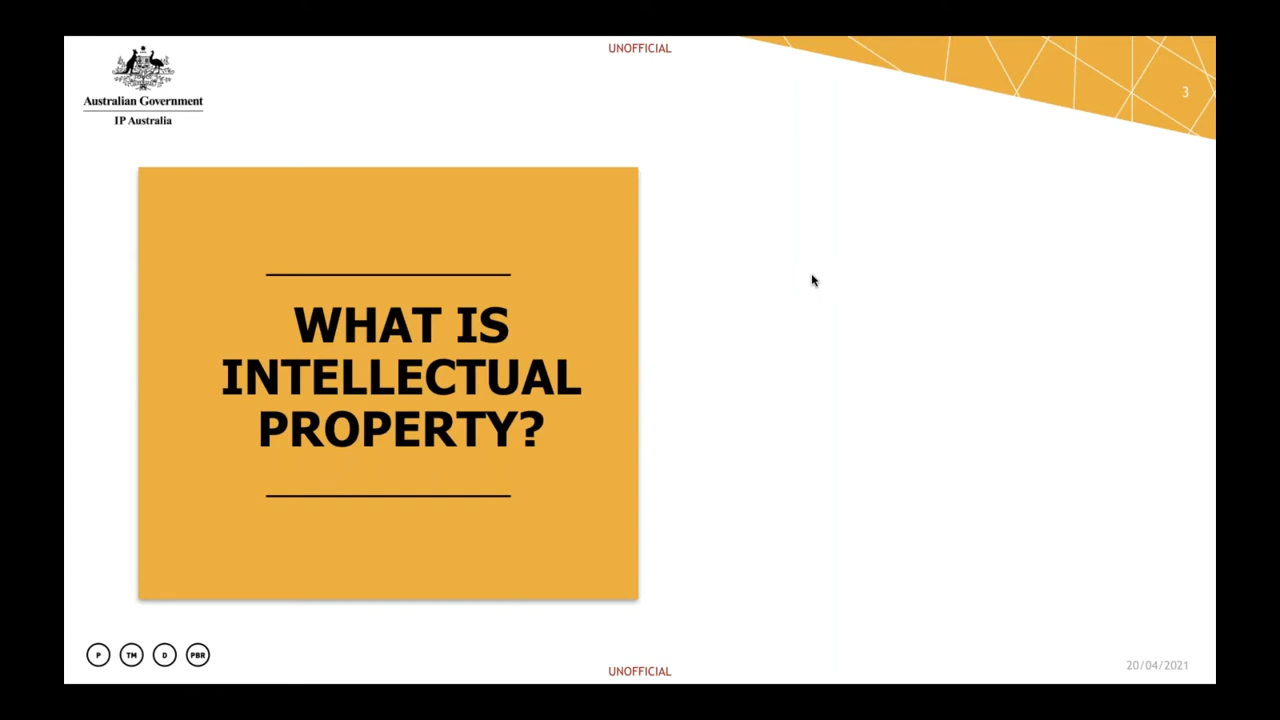 UNOFFICIAL
Australian Government
IP Australia
3
WHAT IS
INTELLECTUAL
PROPERTY?
P TM D PBR
UNOFFICIAL
20/04/2021